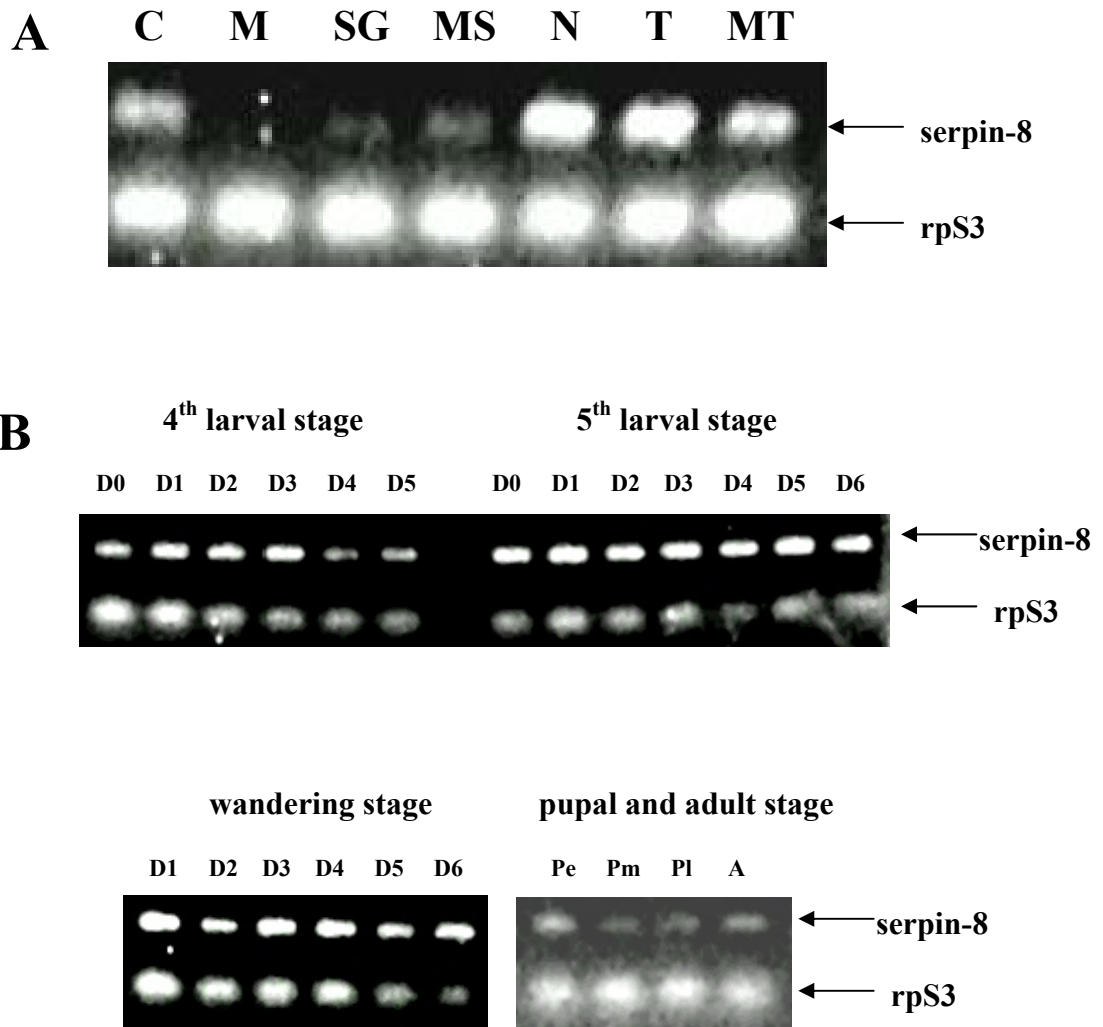 A
C M SG MS N T MT
serpin-8
rpS3
B
4th larval stage 5th larval stage
D0 D1 D2 D3 D4 D5 D0 D1 D2 D3 D4 D5 D6
serpin-8
rpS3
wandering stage pupal and adult stage
D1 D2 D3 D4 D5 D6 Pe Pm Pl A
serpin-8
rpS3